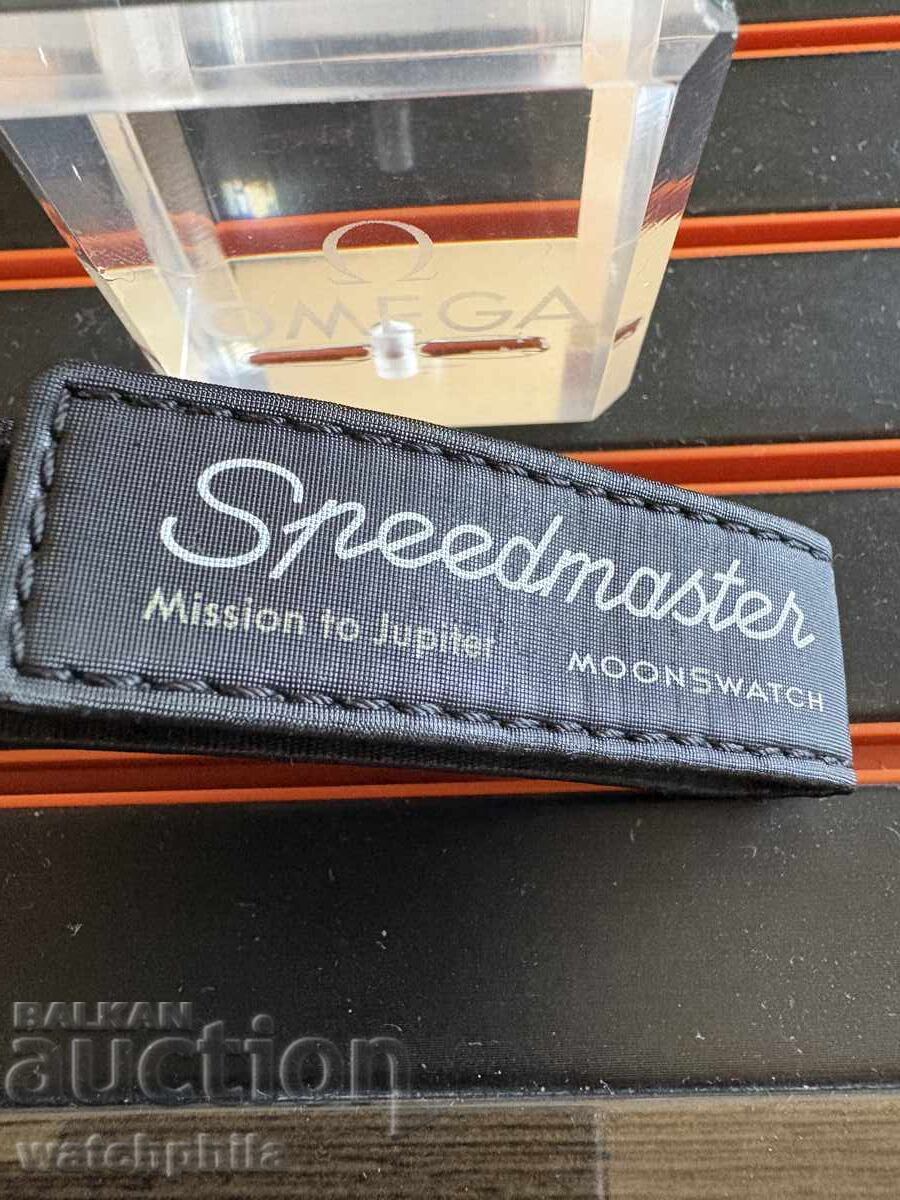 Ω
OMEGA
Speedmaster
Mission to Jupiter
MOONSWATCH
BALKAN
auction
watchphila